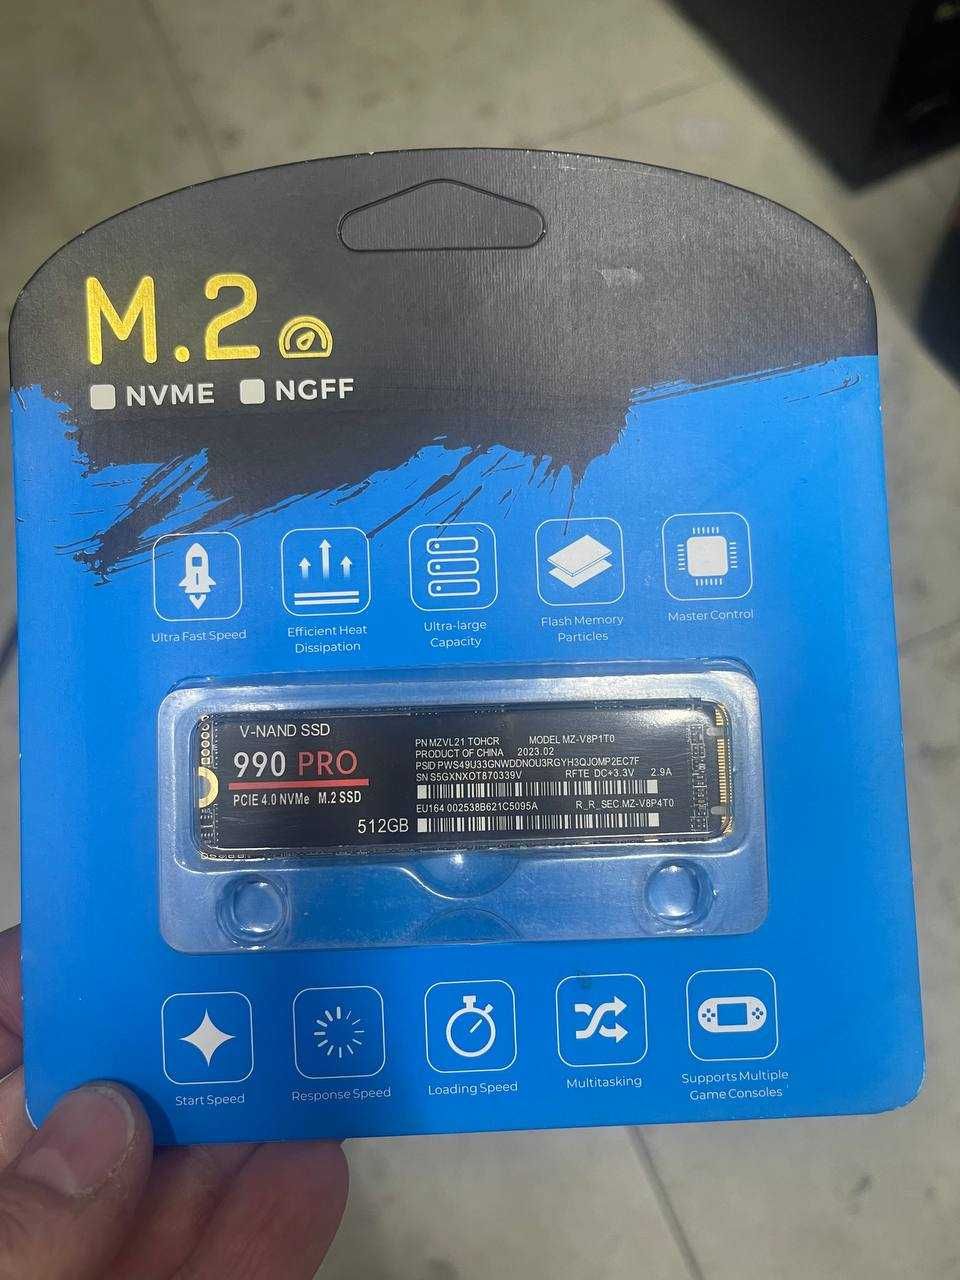 M.2
NVME NGFF
Ultra Fast Speed
Efficient Heat
Dissipation
Ultra-large
Capacity
Flash Memory
Particles
Master Control
V-NAND SSD
990 PRO
PCIE 4.0 NVMe M.2 SSD
512GB
PN MZVL21 TOHCR MODEL MZ-V8P1T0
PRODUCT OF CHINA 2023.02
PSID PWS49U33GNWDDNOU3RGYH3QJOMP2EC7F
SN S5GXNXOT870339V RFTE DC+3.3V 2.9A
EU164 002538B621C5095A R_R_SEC.MZ-V8P4T0
Start Speed
Response Speed
Loading Speed
Multitasking
Supports Multiple
Game Consoles